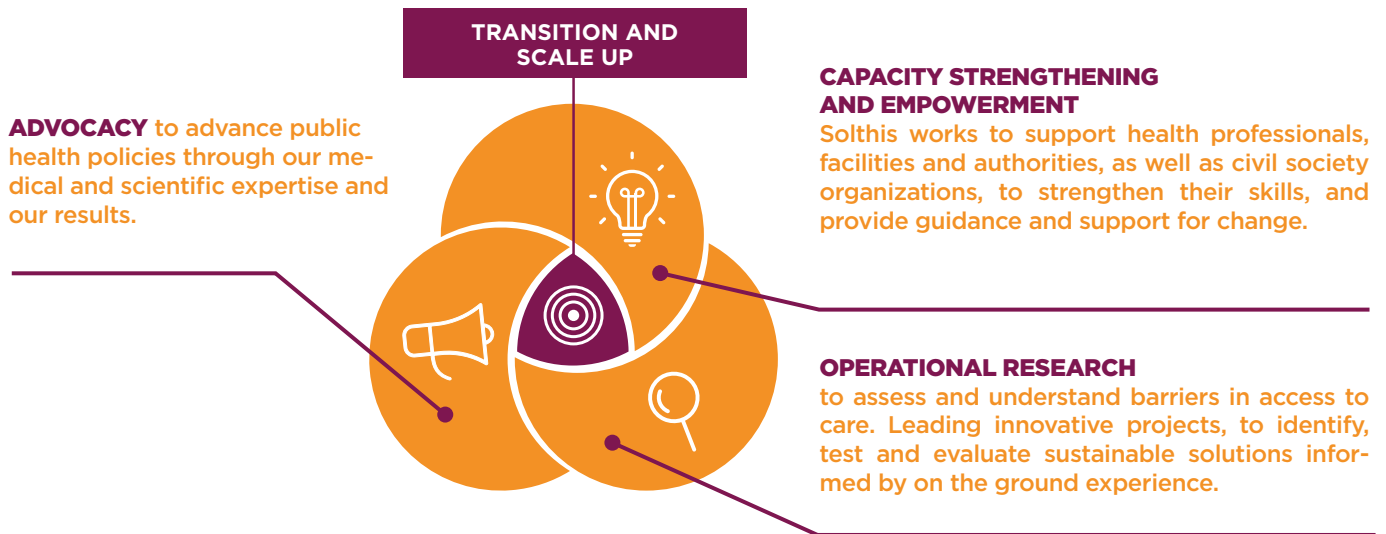 TRANSITION AND
SCALE UP
ADVOCACY to advance public
health policies through our me-
dical and scientific expertise and
our results.
CAPACITY STRENGTHENING
AND EMPOWERMENT
Solthis works to support health professionals,
facilities and authorities, as well as civil society
organizations, to strengthen their skills, and
provide guidance and support for change.
OPERATIONAL RESEARCH
to assess and understand barriers in access to
care. Leading innovative projects, to identify,
test and evaluate sustainable solutions infor-
med by on the ground experience.